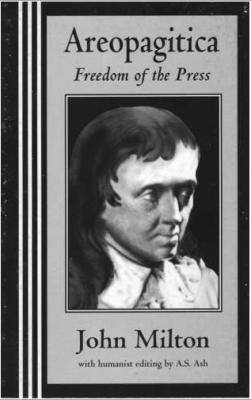 Areopagitica
Freedom of the Press
John Milton
with humanist editing by A.S. Ash